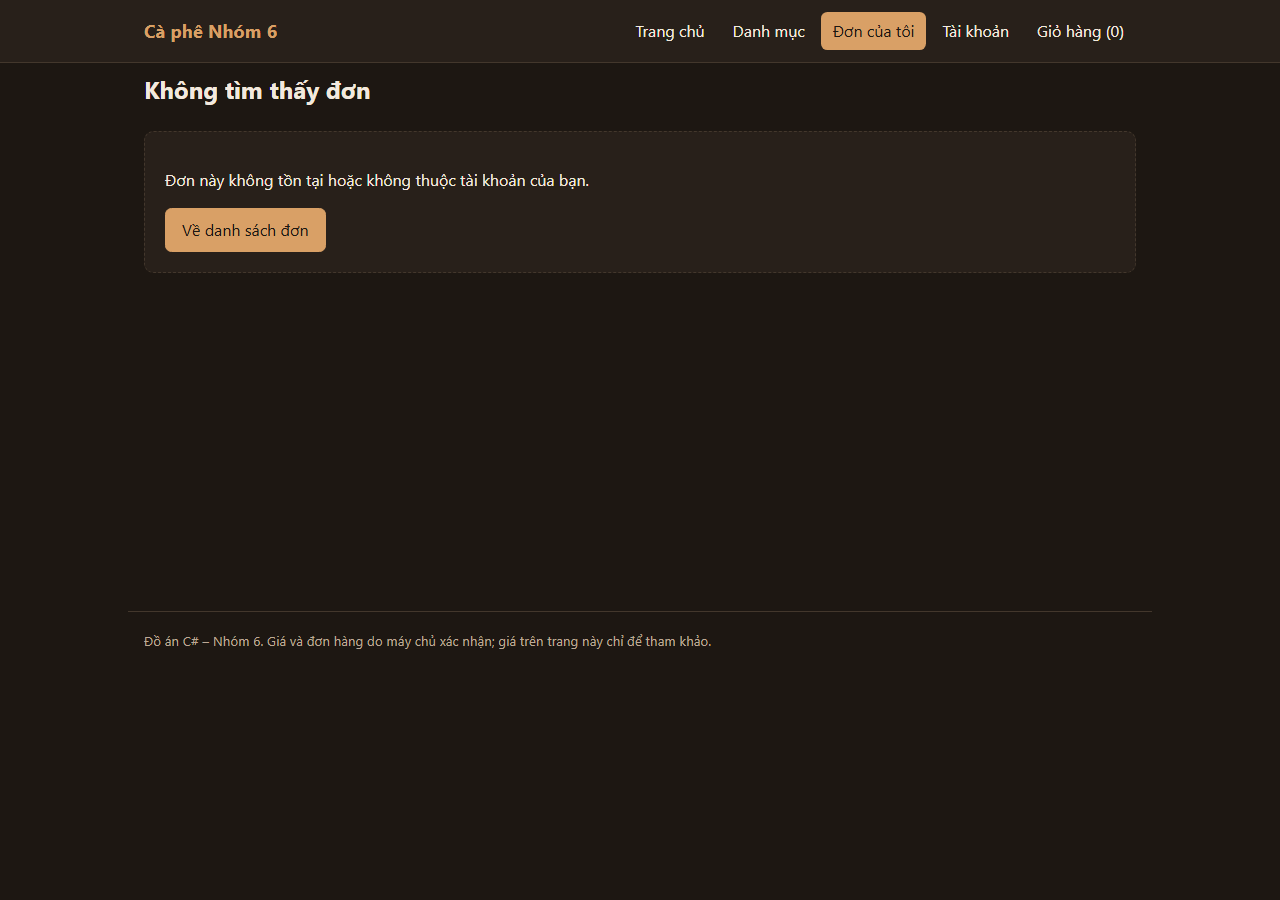 Cà phê Nhóm 6
Trang chủ
Danh mục
Đơn của tôi
Tài khoản
Giỏ hàng (0)
Không tìm thấy đơn
Đơn này không tồn tại hoặc không thuộc tài khoản của bạn.
Về danh sách đơn
Đồ án C# – Nhóm 6. Giá và đơn hàng do máy chủ xác nhận; giá trên trang này chỉ để tham khảo.